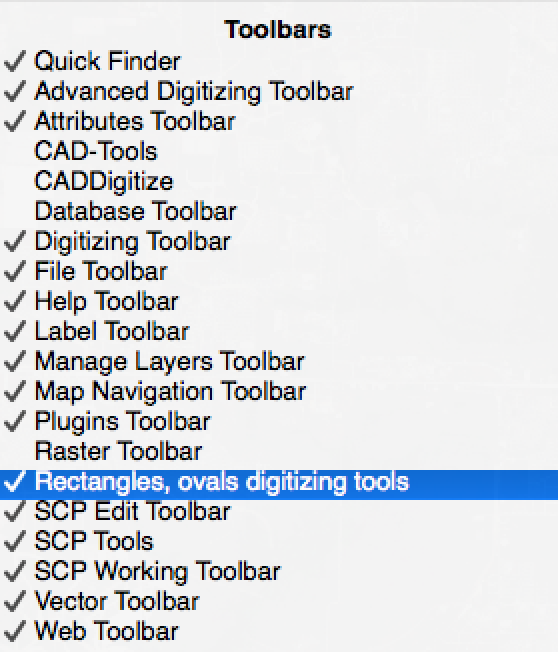 Toolbars
✓ Quick Finder
✓ Advanced Digitizing Toolbar
✓ Attributes Toolbar
CAD-Tools
CADDigitize
Database Toolbar
✓ Digitizing Toolbar
✓ File Toolbar
✓ Help Toolbar
✓ Label Toolbar
✓ Manage Layers Toolbar
✓ Map Navigation Toolbar
✓ Plugins Toolbar
Raster Toolbar
✓ Rectangles, ovals digitizing tools
✓ SCP Edit Toolbar
✓ SCP Tools
✓ SCP Working Toolbar
✓ Vector Toolbar
✓ Web Toolbar